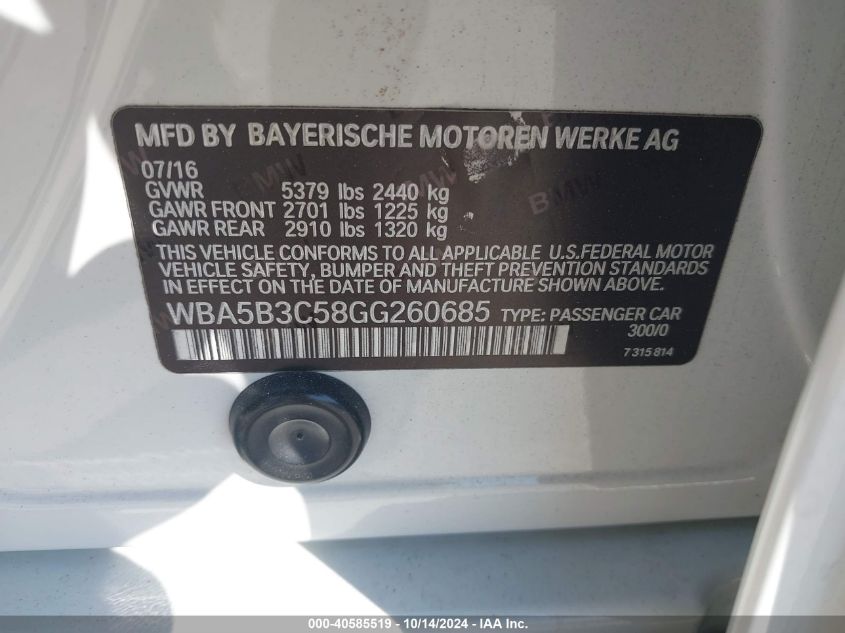 MFD BY BAYERISCHE MOTOREN WERKE AG
07/16
GVWR 5379 lbs 2440 kg
GAWR FRONT 2701 lbs 1225 kg
GAWR REAR 2910 lbs 1320 kg
THIS VEHICLE CONFORMS TO ALL APPLICABLE U.S.FEDERAL MOTOR
VEHICLE SAFETY, BUMPER AND THEFT PREVENTION STANDARDS
IN EFFECT ON THE DATE OF MANUFACTURE SHOWN ABOVE.
WBA5B3C58GG260685 TYPE: PASSENGER CAR
300/0
7315814
000-40585519 - 10/14/2024 - IAA Inc.